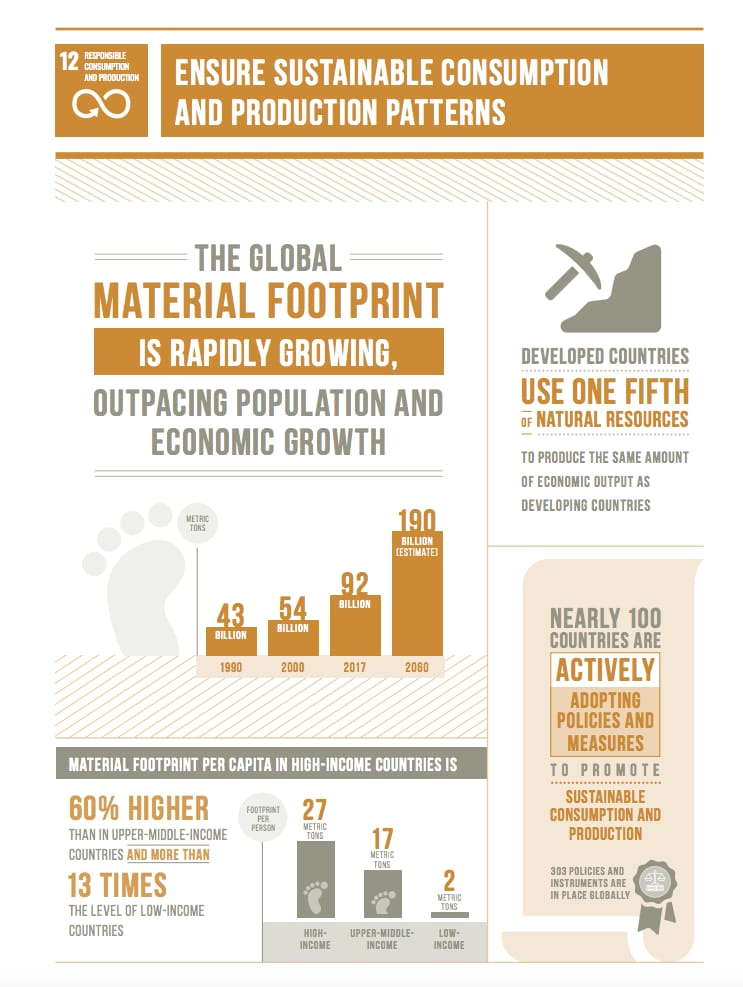 12 RESPONSIBLE
CONSUMPTION
AND PRODUCTION
ENSURE SUSTAINABLE CONSUMPTION
AND PRODUCTION PATTERNS
THE GLOBAL
MATERIAL FOOTPRINT
IS RAPIDLY GROWING,
OUTPACING POPULATION AND
ECONOMIC GROWTH
METRIC
TONS
43
BILLION
1990
54
BILLION
2000
92
BILLION
2017
190
BILLION
(ESTIMATE)
2060
DEVELOPED COUNTRIES
USE ONE FIFTH
OF NATURAL RESOURCES
TO PRODUCE THE SAME AMOUNT
OF ECONOMIC OUTPUT AS
DEVELOPING COUNTRIES
MATERIAL FOOTPRINT PER CAPITA IN HIGH-INCOME COUNTRIES IS
60% HIGHER
THAN IN UPPER-MIDDLE-INCOME
COUNTRIES AND MORE THAN
13 TIMES
THE LEVEL OF LOW-INCOME
COUNTRIES
FOOTPRINT
PER
PERSON
27
METRIC
TONS
HIGH-
INCOME
17
METRIC
TONS
UPPER-MIDDLE-
INCOME
2
METRIC
TONS
LOW-
INCOME
NEARLY 100
COUNTRIES ARE
ACTIVELY
ADOPTING
POLICIES AND
MEASURES
TO PROMOTE
SUSTAINABLE
CONSUMPTION AND
PRODUCTION
303 POLICIES AND
INSTRUMENTS ARE
IN PLACE GLOBALLY